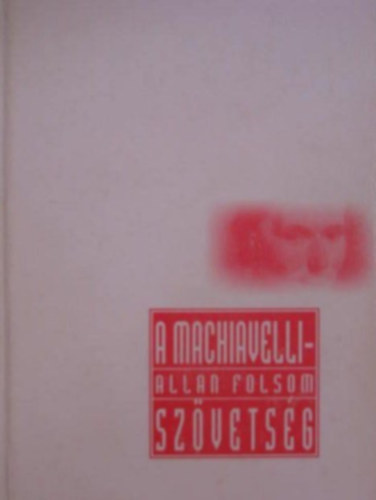 A MACHIAVELLI-
ALLAN FOLSOM
SZÖVETSÉG